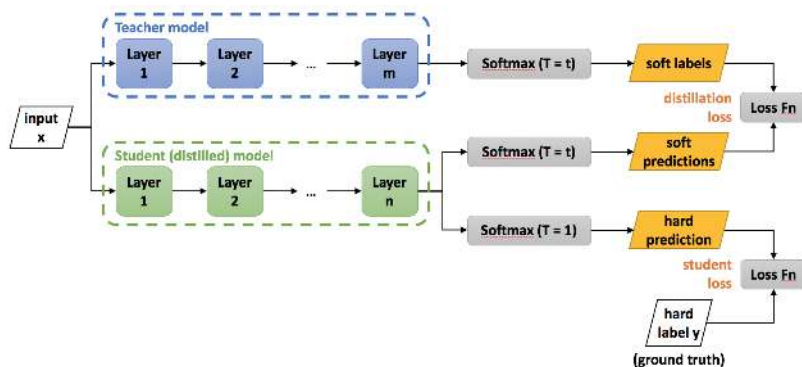 Teacher model
Layer
1
Layer
2
...
Layer
m
Softmax (T = t)
soft labels
input
x
distillation
loss
Loss Fn
Student (distilled) model
Layer
1
Layer
2
...
Layer
n
Softmax (T = t)
soft
predictions
Softmax (T = 1)
hard
prediction
student
loss
Loss Fn
hard
label y
(ground truth)